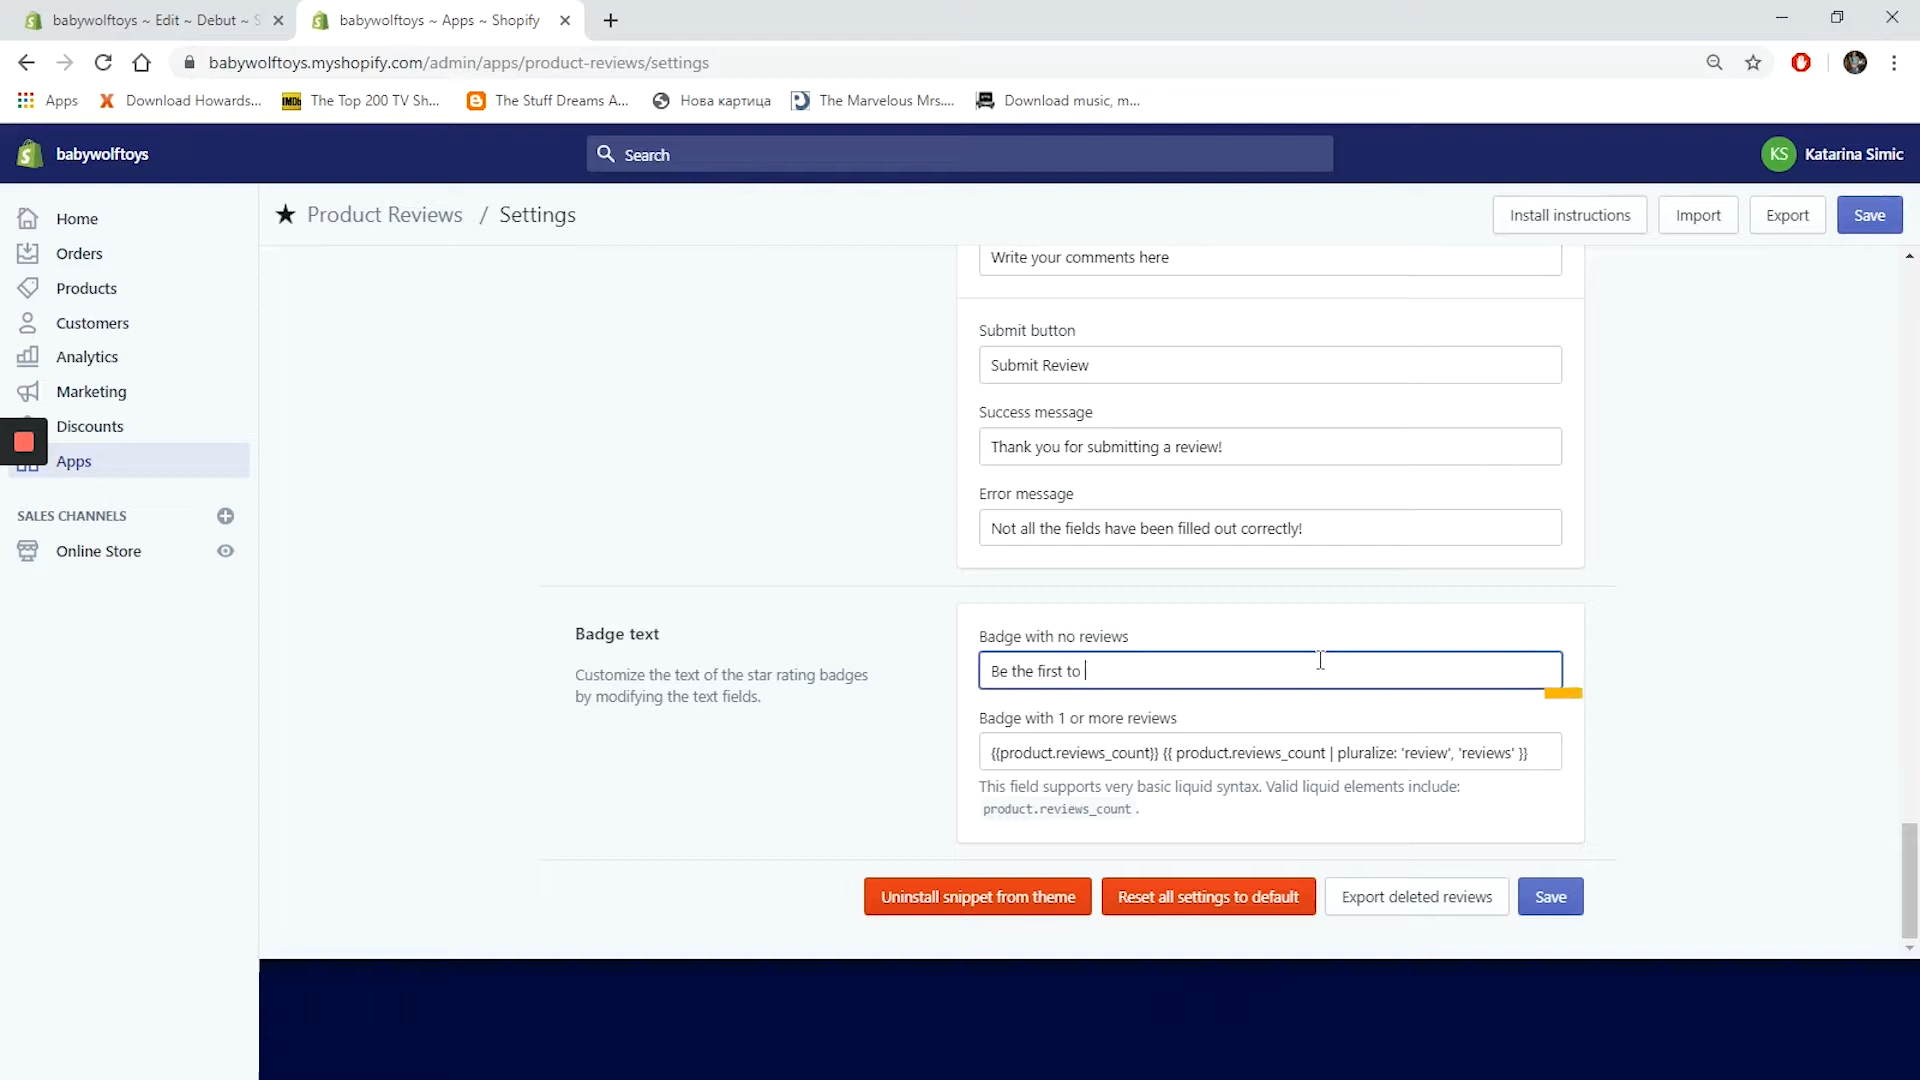 babywolftoys ~ Edit ~ Debut ~ S
babywolftoys ~ Apps ~ Shopify
babywolftoys.myshopify.com/admin/apps/product-reviews/settings
Apps
Download Howards...
IMDb
The Top 200 TV Sh...
The Stuff Dreams A...
Нова картица
The Marvelous Mrs....
Download music, m...
babywolftoys
Search
KS
Katarina Simic
Home
Orders
Products
Customers
Analytics
Marketing
Discounts
Apps
SALES CHANNELS
Online Store
Product Reviews / Settings
Install instructions
Import
Export
Save
Write your comments here
Submit button
Submit Review
Success message
Thank you for submitting a review!
Error message
Not all the fields have been filled out correctly!
Badge text
Customize the text of the star rating badges
by modifying the text fields.
Badge with no reviews
Be the first to
Badge with 1 or more reviews
{{product.reviews_count}} {{ product.reviews_count | pluralize: 'review', 'reviews' }}
This field supports very basic liquid syntax. Valid liquid elements include:
product.reviews_count .
Uninstall snippet from theme
Reset all settings to default
Export deleted reviews
Save